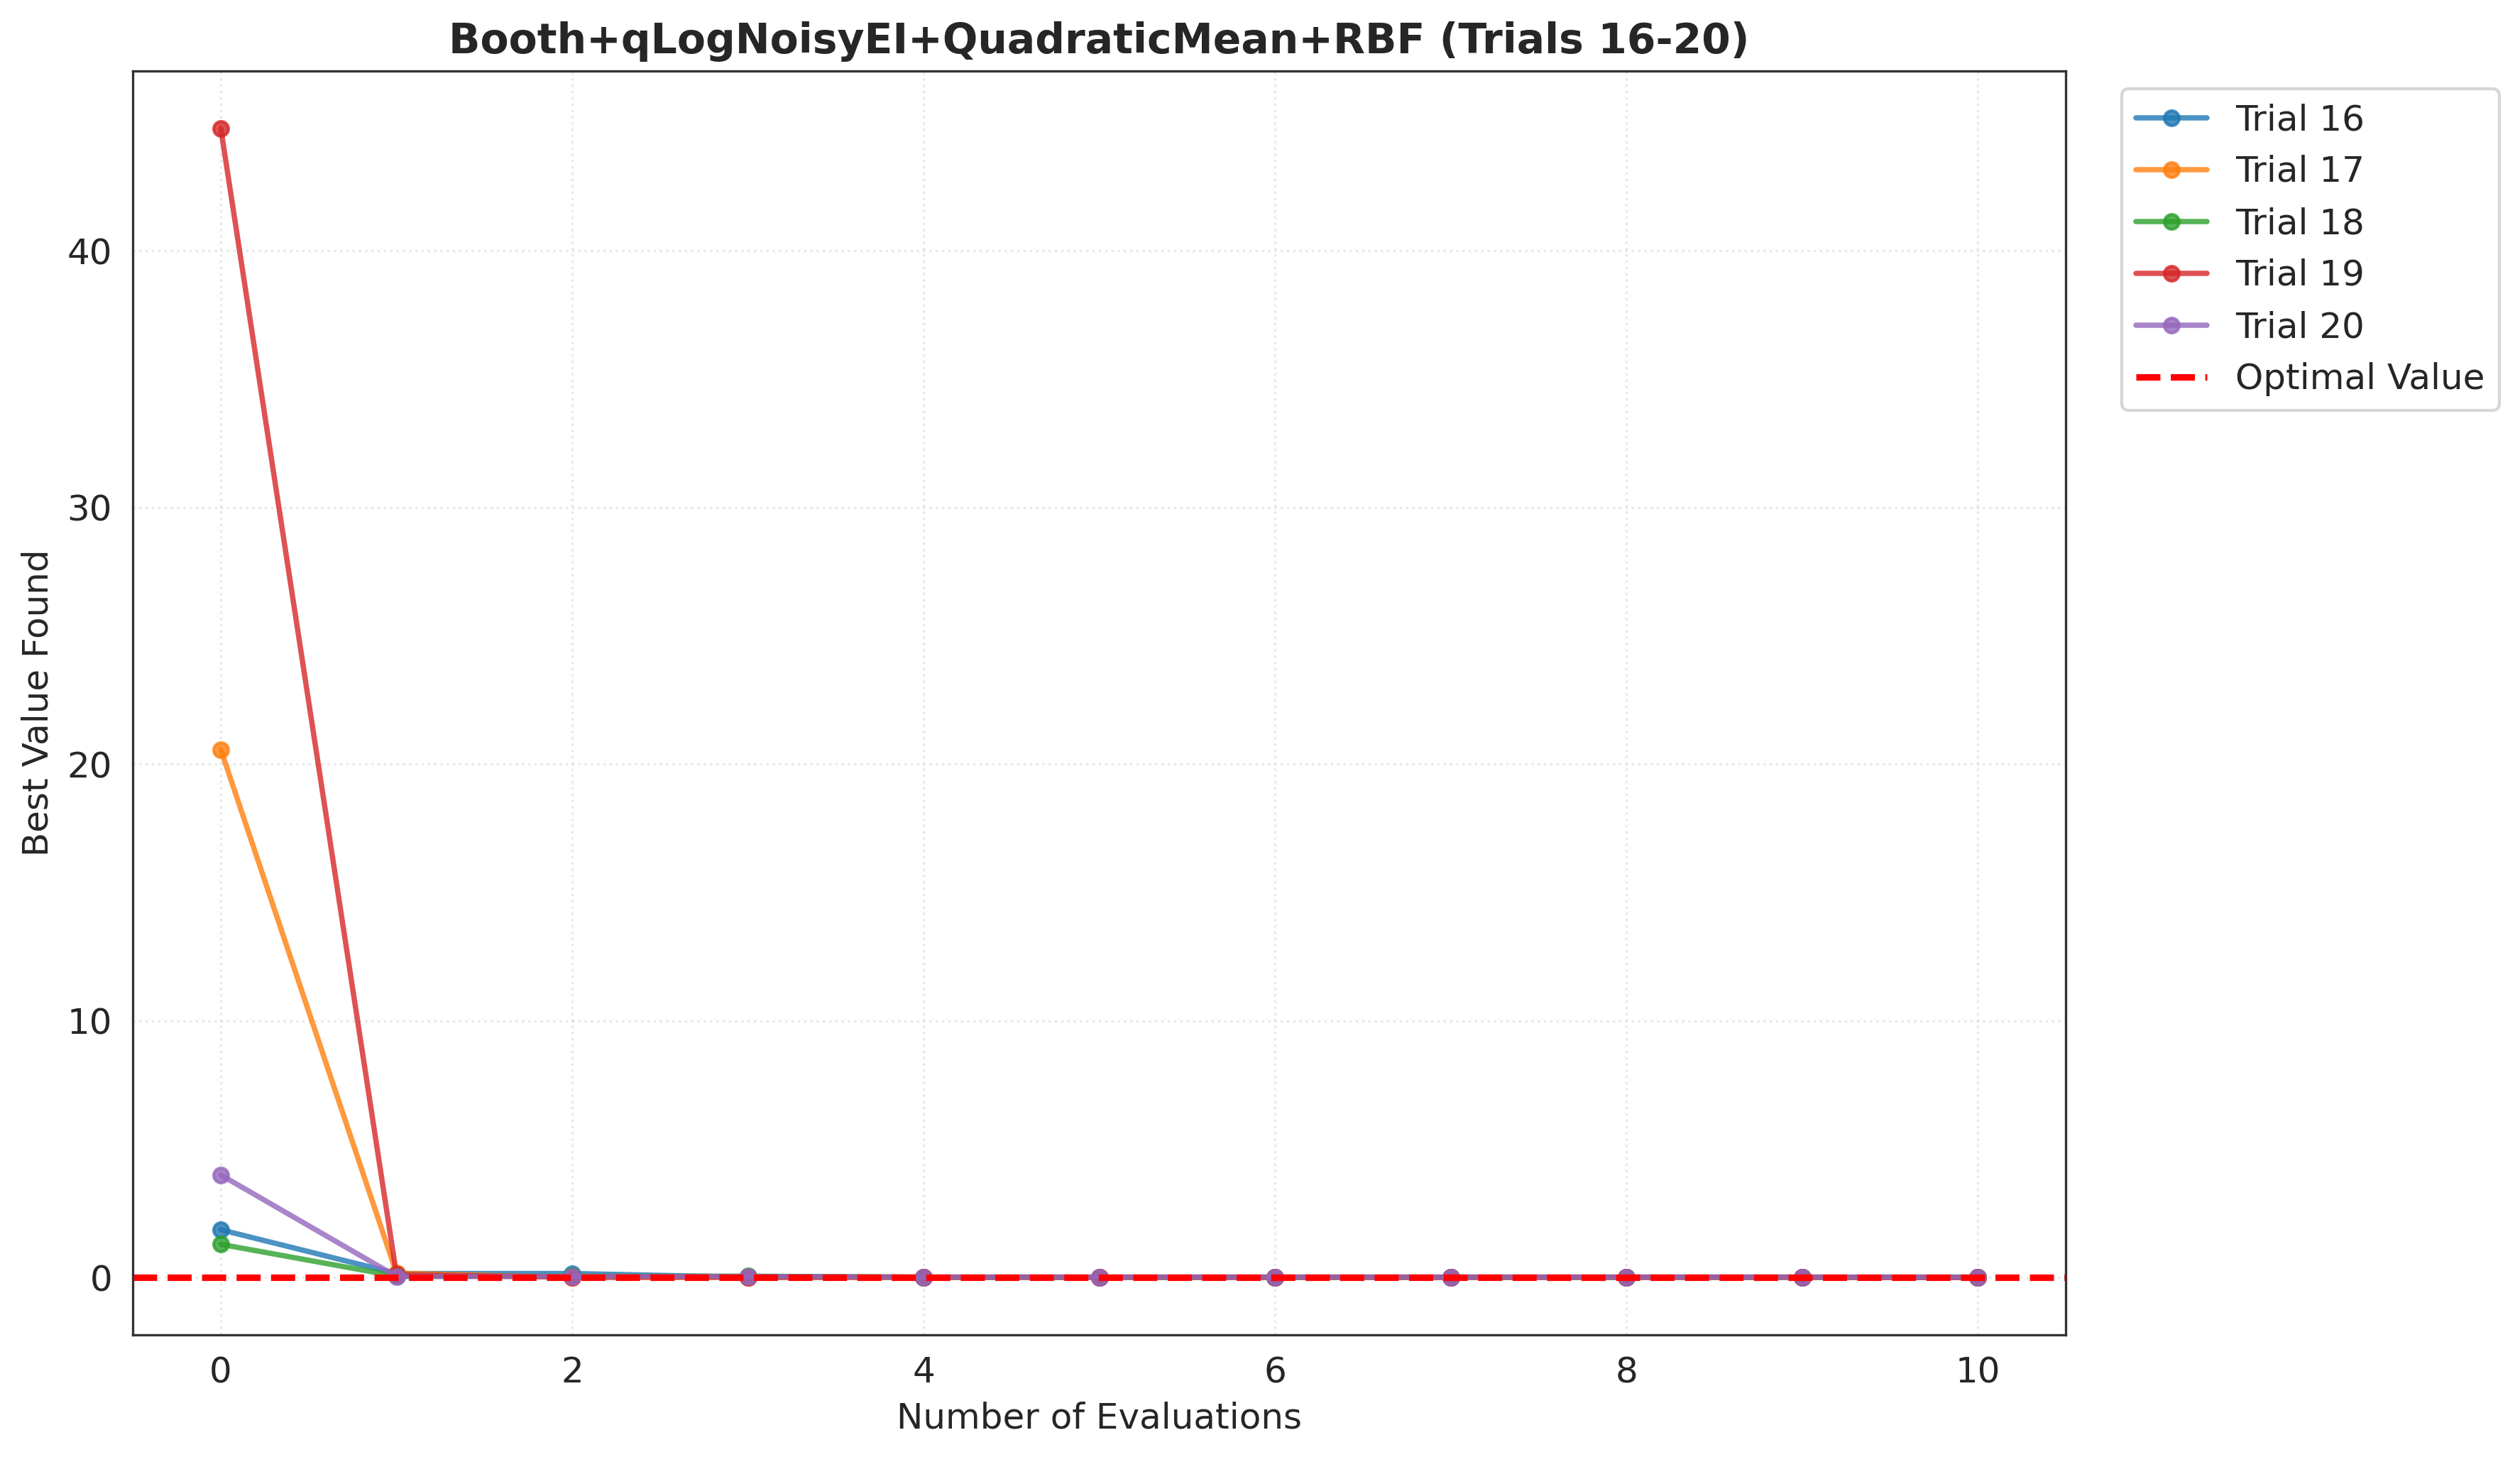 Booth+qLogNoisyEI+QuadraticMean+RBF (Trials 16-20)
Trial 16
Trial 17
Trial 18
Trial 19
Trial 20
Optimal Value
Best Value Found
40
30
20
10
0
0 2 4 6 8 10
Number of Evaluations